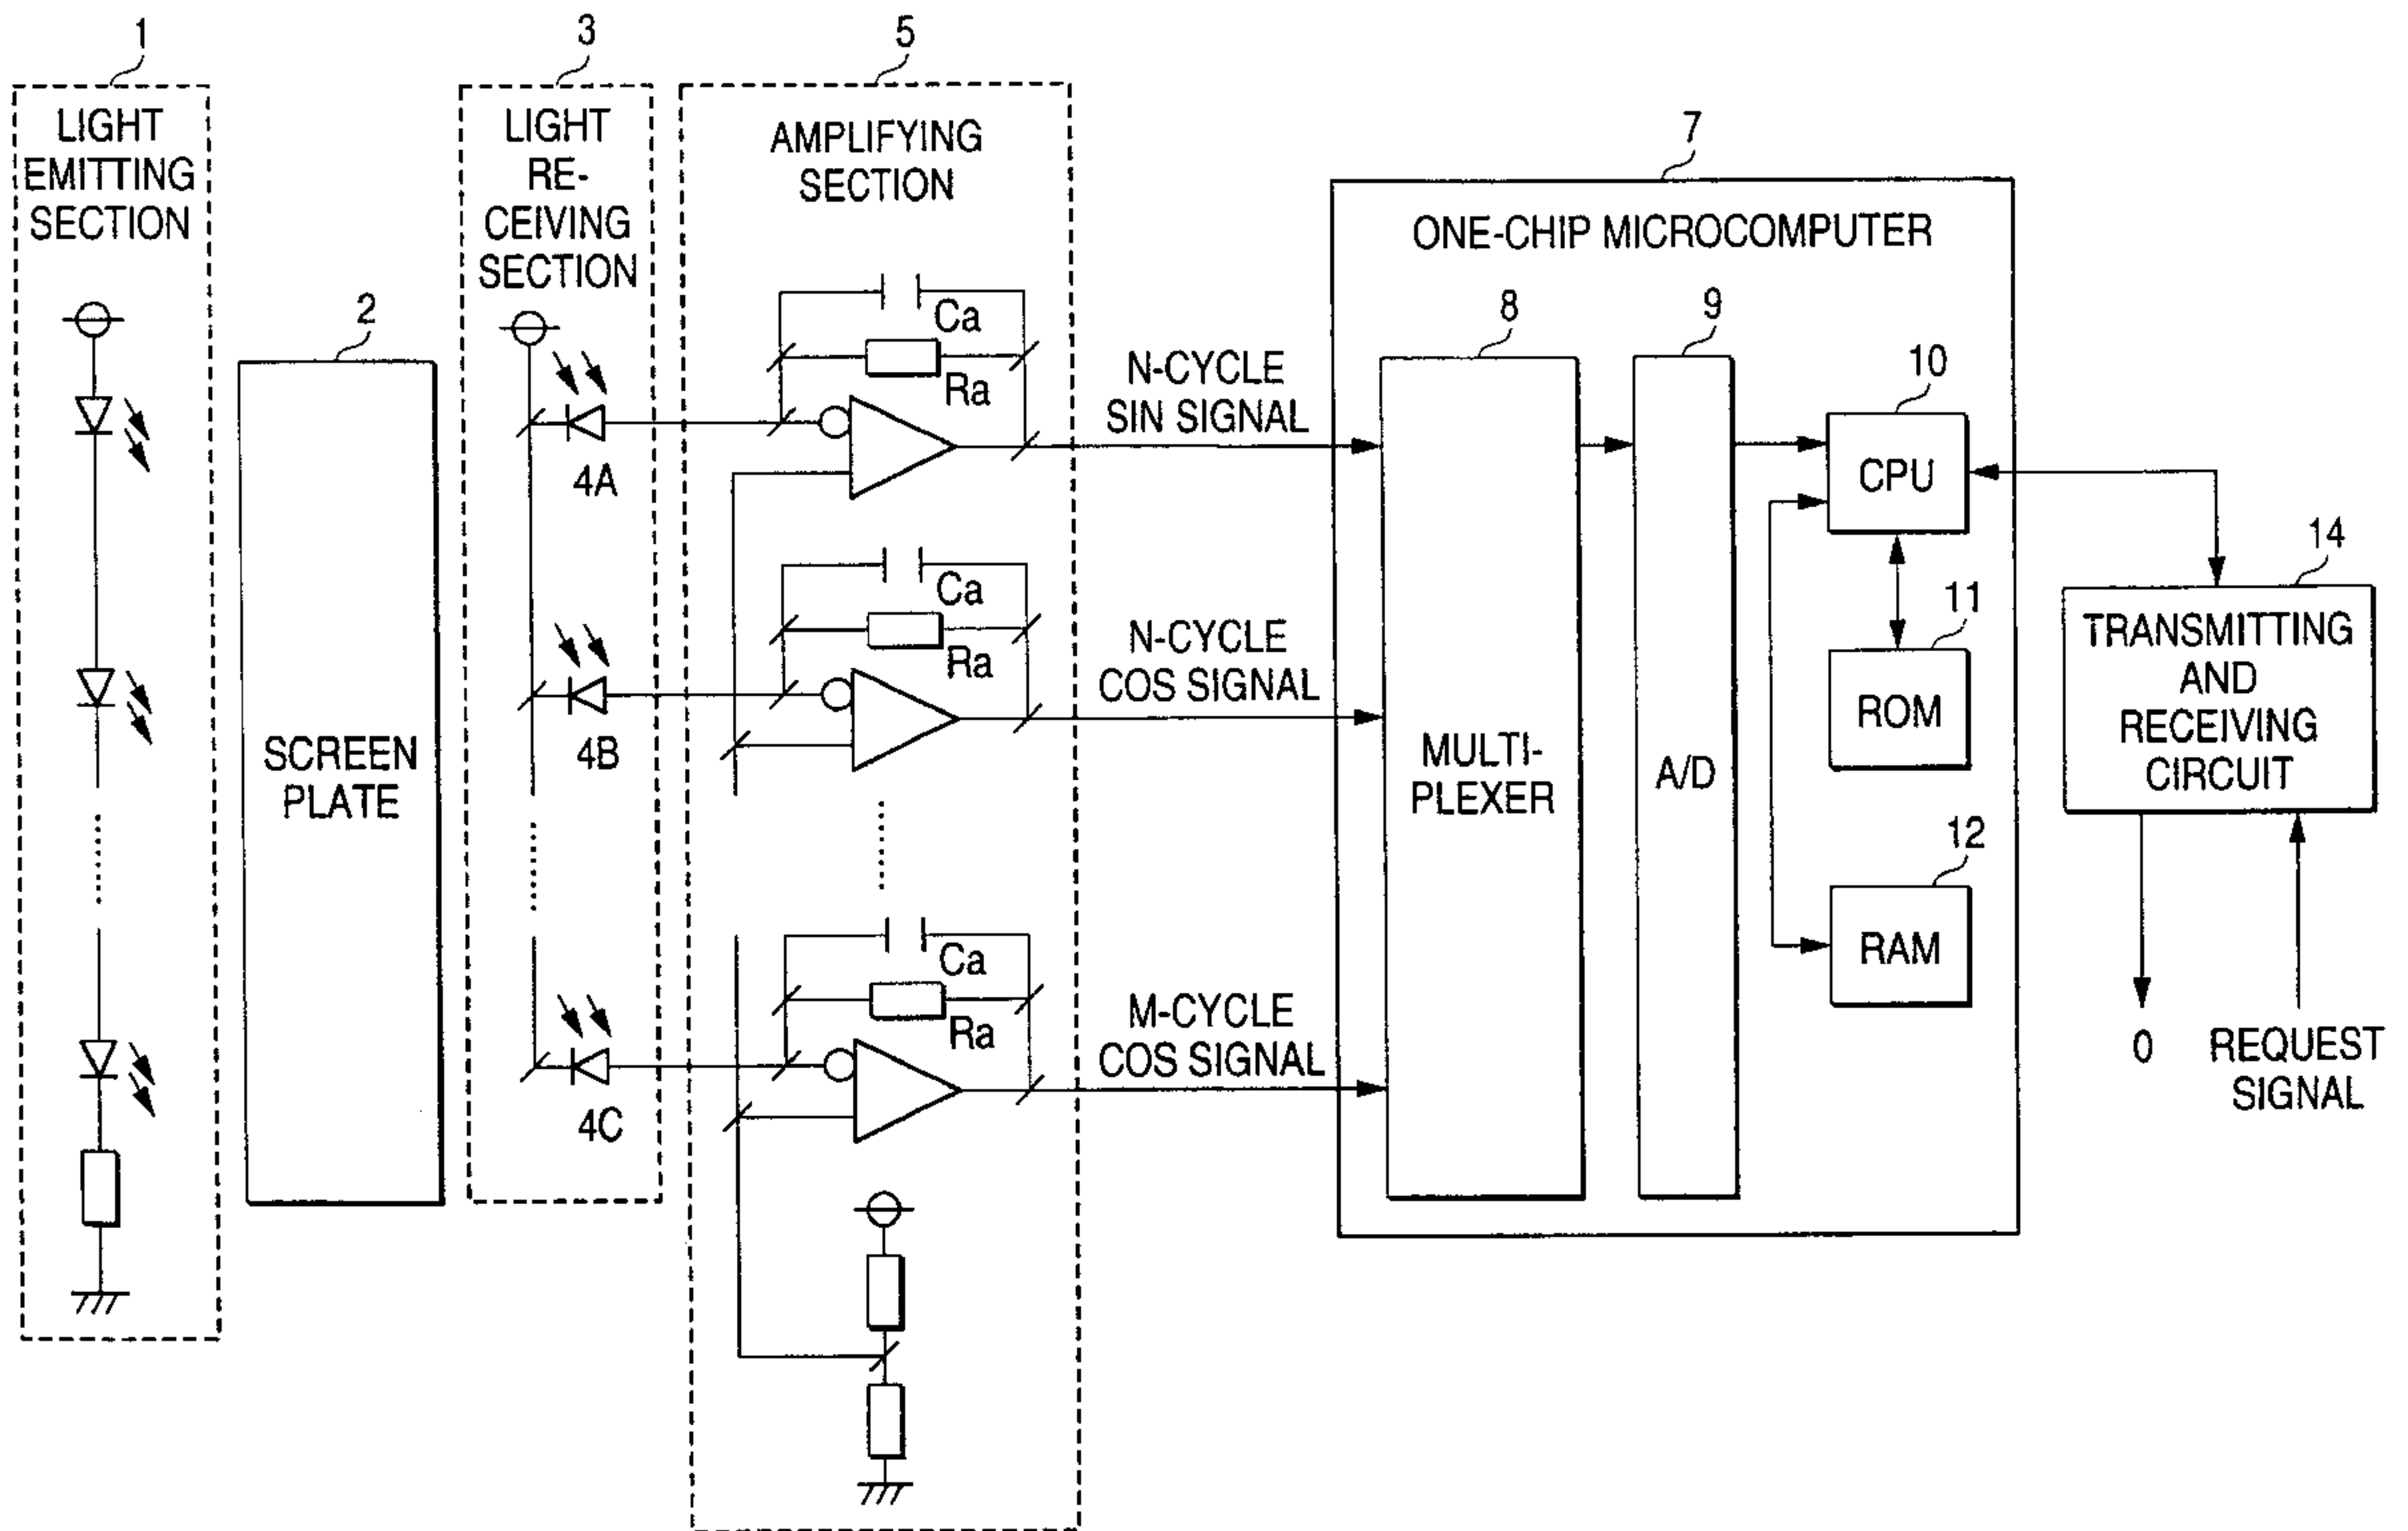 1
LIGHT
EMITTING
SECTION
2
SCREEN
PLATE
3
LIGHT
RE-
CEIVING
SECTION
4A
4B
4C
5
AMPLIFYING
SECTION
Ca
Ra
Ca
Ra
Ca
Ra
N-CYCLE
SIN SIGNAL
N-CYCLE
COS SIGNAL
M-CYCLE
COS SIGNAL
7
ONE-CHIP MICROCOMPUTER
8
MULTI-
PLEXER
9
A/D
10
CPU
11
ROM
12
RAM
14
TRANSMITTING
AND
RECEIVING
CIRCUIT
0
REQUEST
SIGNAL